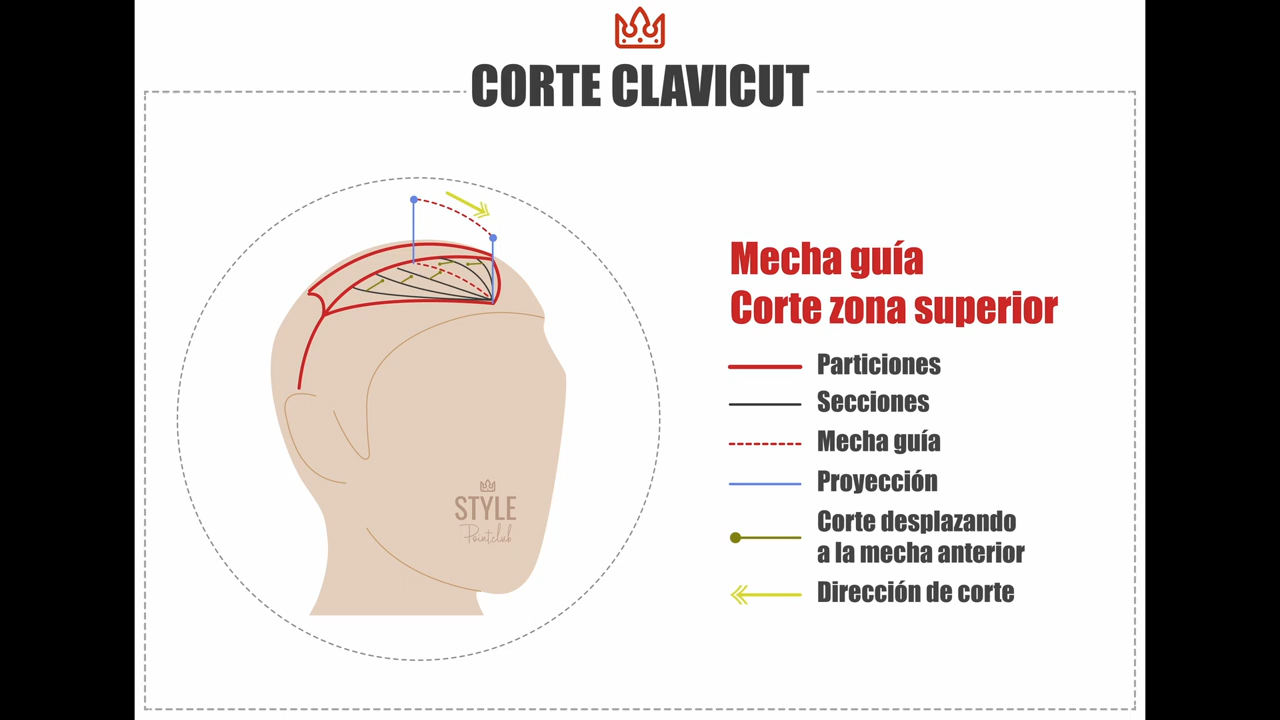 CORTE CLAVICUT
Mecha guía
Corte zona superior
Particiones
Secciones
Mecha guía
Proyección
Corte desplazando
a la mecha anterior
Dirección de corte
STYLE
Pointclub